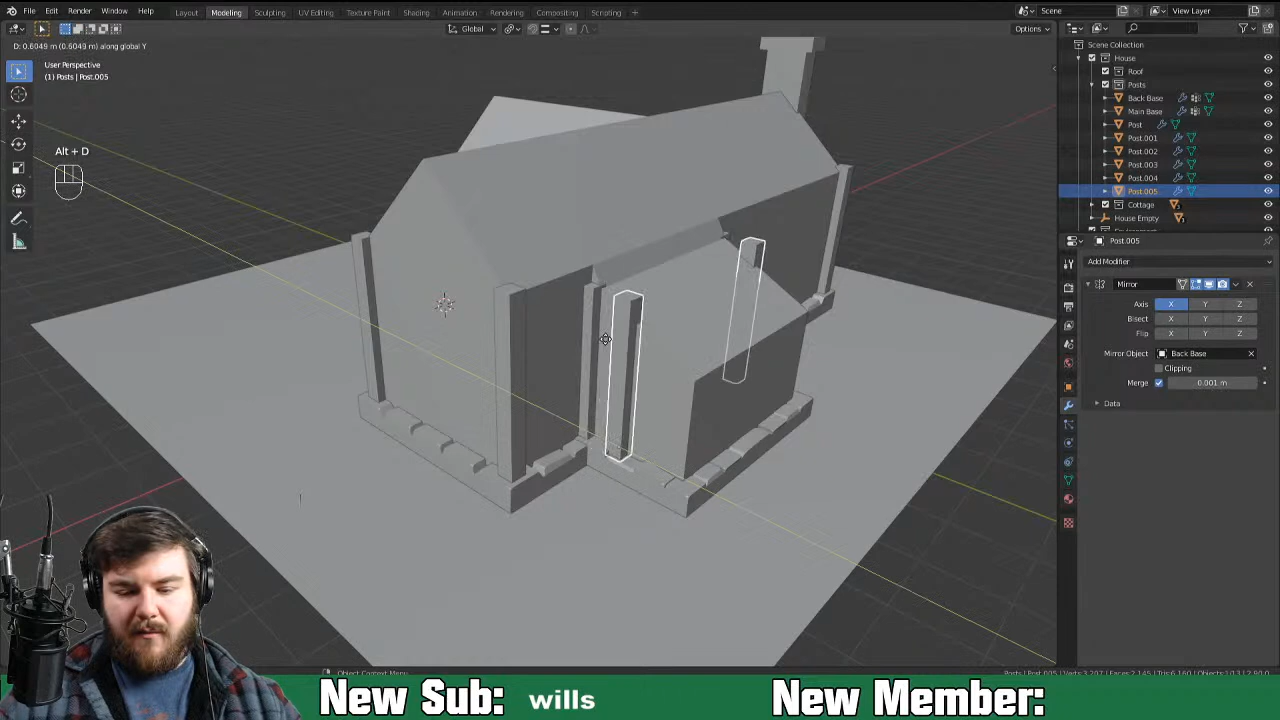 File Edit Render Window Help Layout Modeling Sculpting UV Editing Texture Paint Shading Animation Rendering Compositing Scripting + Scene View Layer
Global Options
D: 0.6049 m (0.6049 m) along global Y
User Perspective
(1) Posts | Post.005
Alt + D
Scene Collection
House
Roof
Posts
Back Base
Main Base
Post
Post.001
Post.002
Post.003
Post.004
Post.005
Cottage
House Empty
Post.005
Add Modifier
Mirror
Axis X Y Z
Bisect X Y Z
Flip X Y Z
Mirror Object Back Base
Clipping
Merge 0.001 m
Data
Object Context Menu
New Sub: wills New Member: